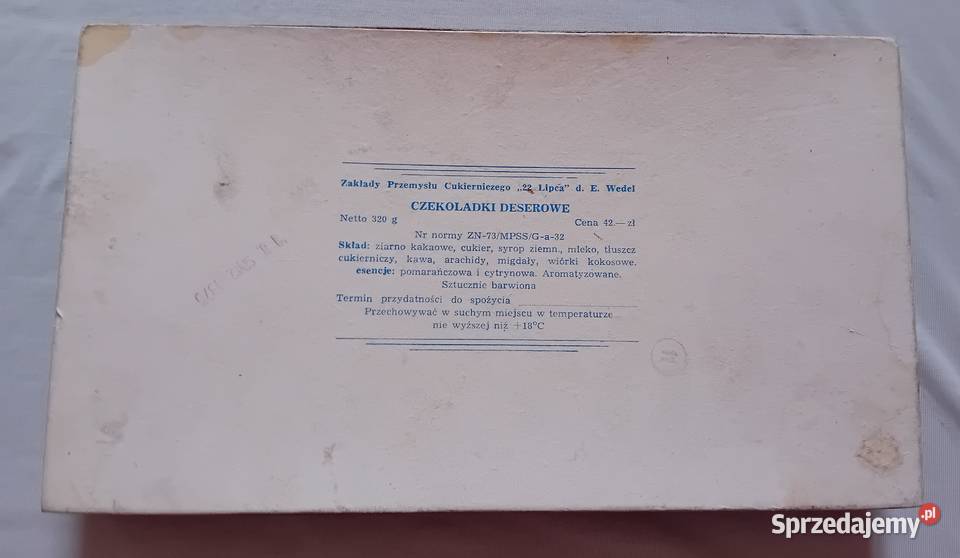 Zakłady Przemysłu Cukierniczego „22 Lipca" d. E. Wedel
CZEKOLADKI DESEROWE
Netto 320 g Cena 42.— zł
Nr normy ZN-73/MPSS/G-a-32
Skład: ziarno kakaowe, cukier, syrop ziemn., mleko, tłuszcz
cukierniczy, kawa, arachidy, migdały, wiórki kokosowe.
esencje: pomarańczowa i cytrynowa. Aromatyzowane.
Sztucznie barwiona
Termin przydatności do spożycia
Przechowywać w suchym miejscu w temperaturze
nie wyższej niż +18°C
Sprzedajemy.pl